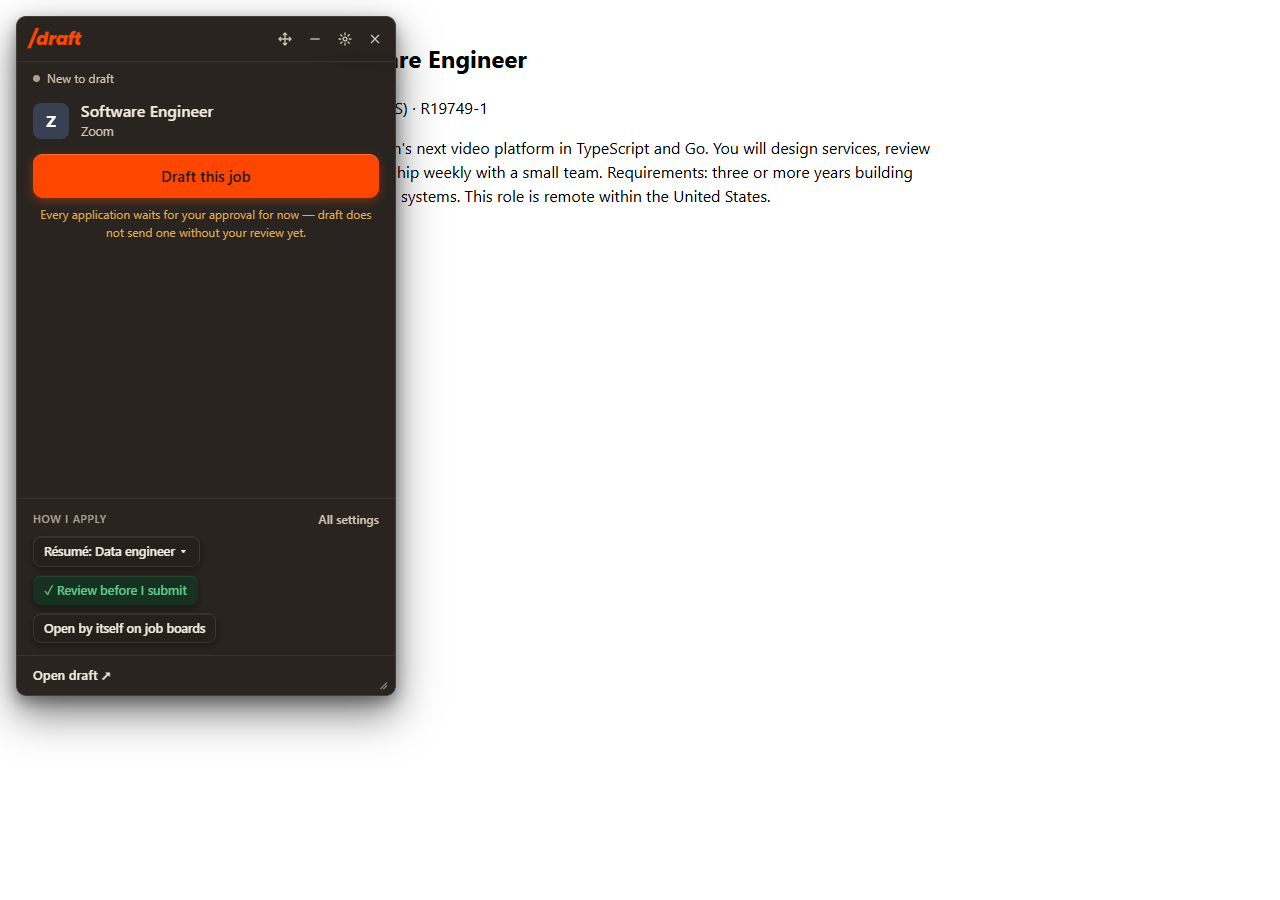 /draft
New to draft
Z
Software Engineer
Zoom
Draft this job
Every application waits for your approval for now — draft does
not send one without your review yet.
HOW I APPLY
All settings
Résumé: Data engineer
✓ Review before I submit
Open by itself on job boards
Open draft ↗
Engineer
· R19749-1
next video platform in TypeScript and Go. You will design services, review
weekly with a small team. Requirements: three or more years building
systems. This role is remote within the United States.